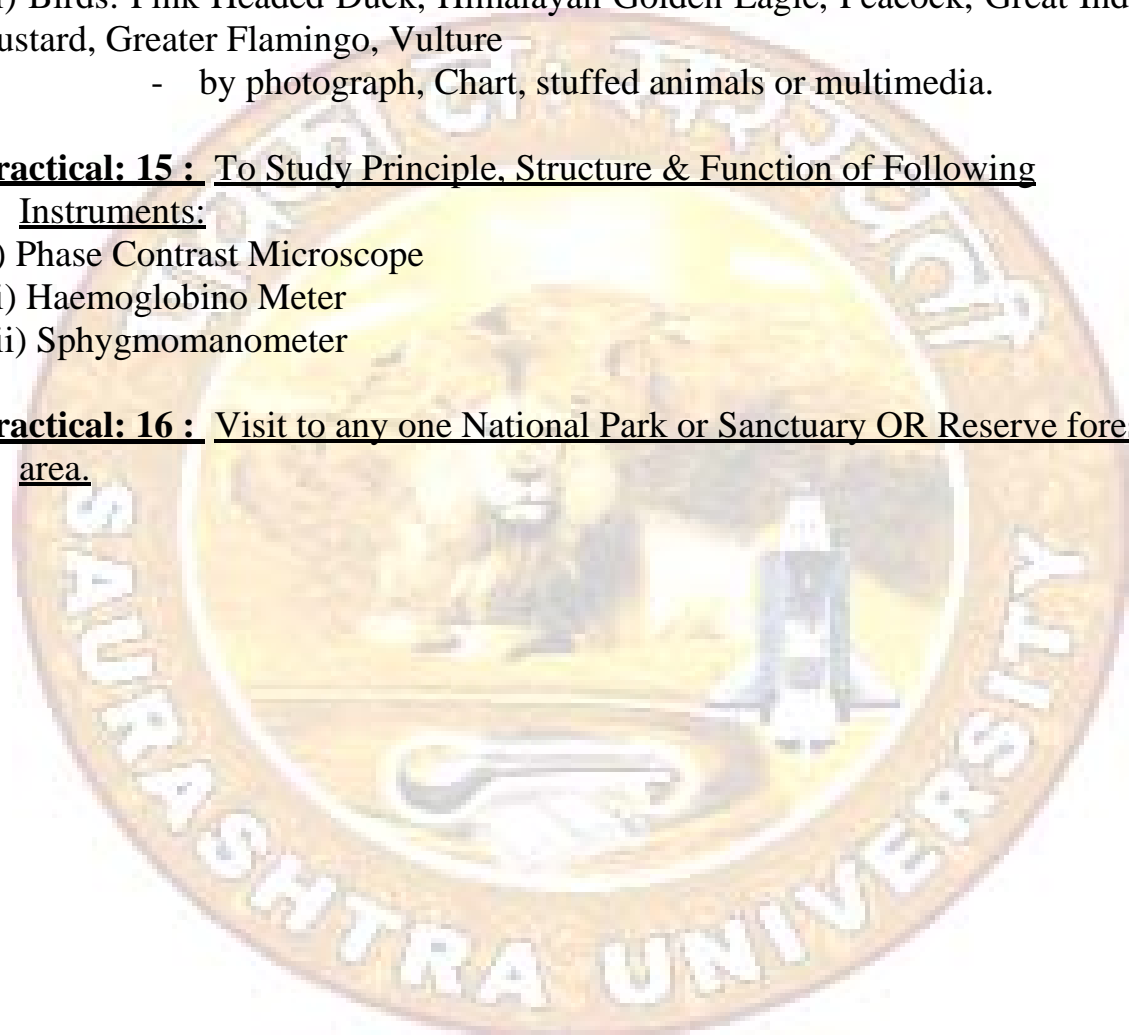 ) Birds: Pink Headed Duck, Himalayan Golden Eagle, Peacock, Great Ind
ustard, Greater Flamingo, Vulture
- by photograph, Chart, stuffed animals or multimedia.
ractical: 15 : To Study Principle, Structure & Function of Following
Instruments:
) Phase Contrast Microscope
i) Haemoglobino Meter
ii) Sphygmomanometer
ractical: 16 : Visit to any one National Park or Sanctuary OR Reserve fore
area.
SAURASHTRA UNIVERSITY